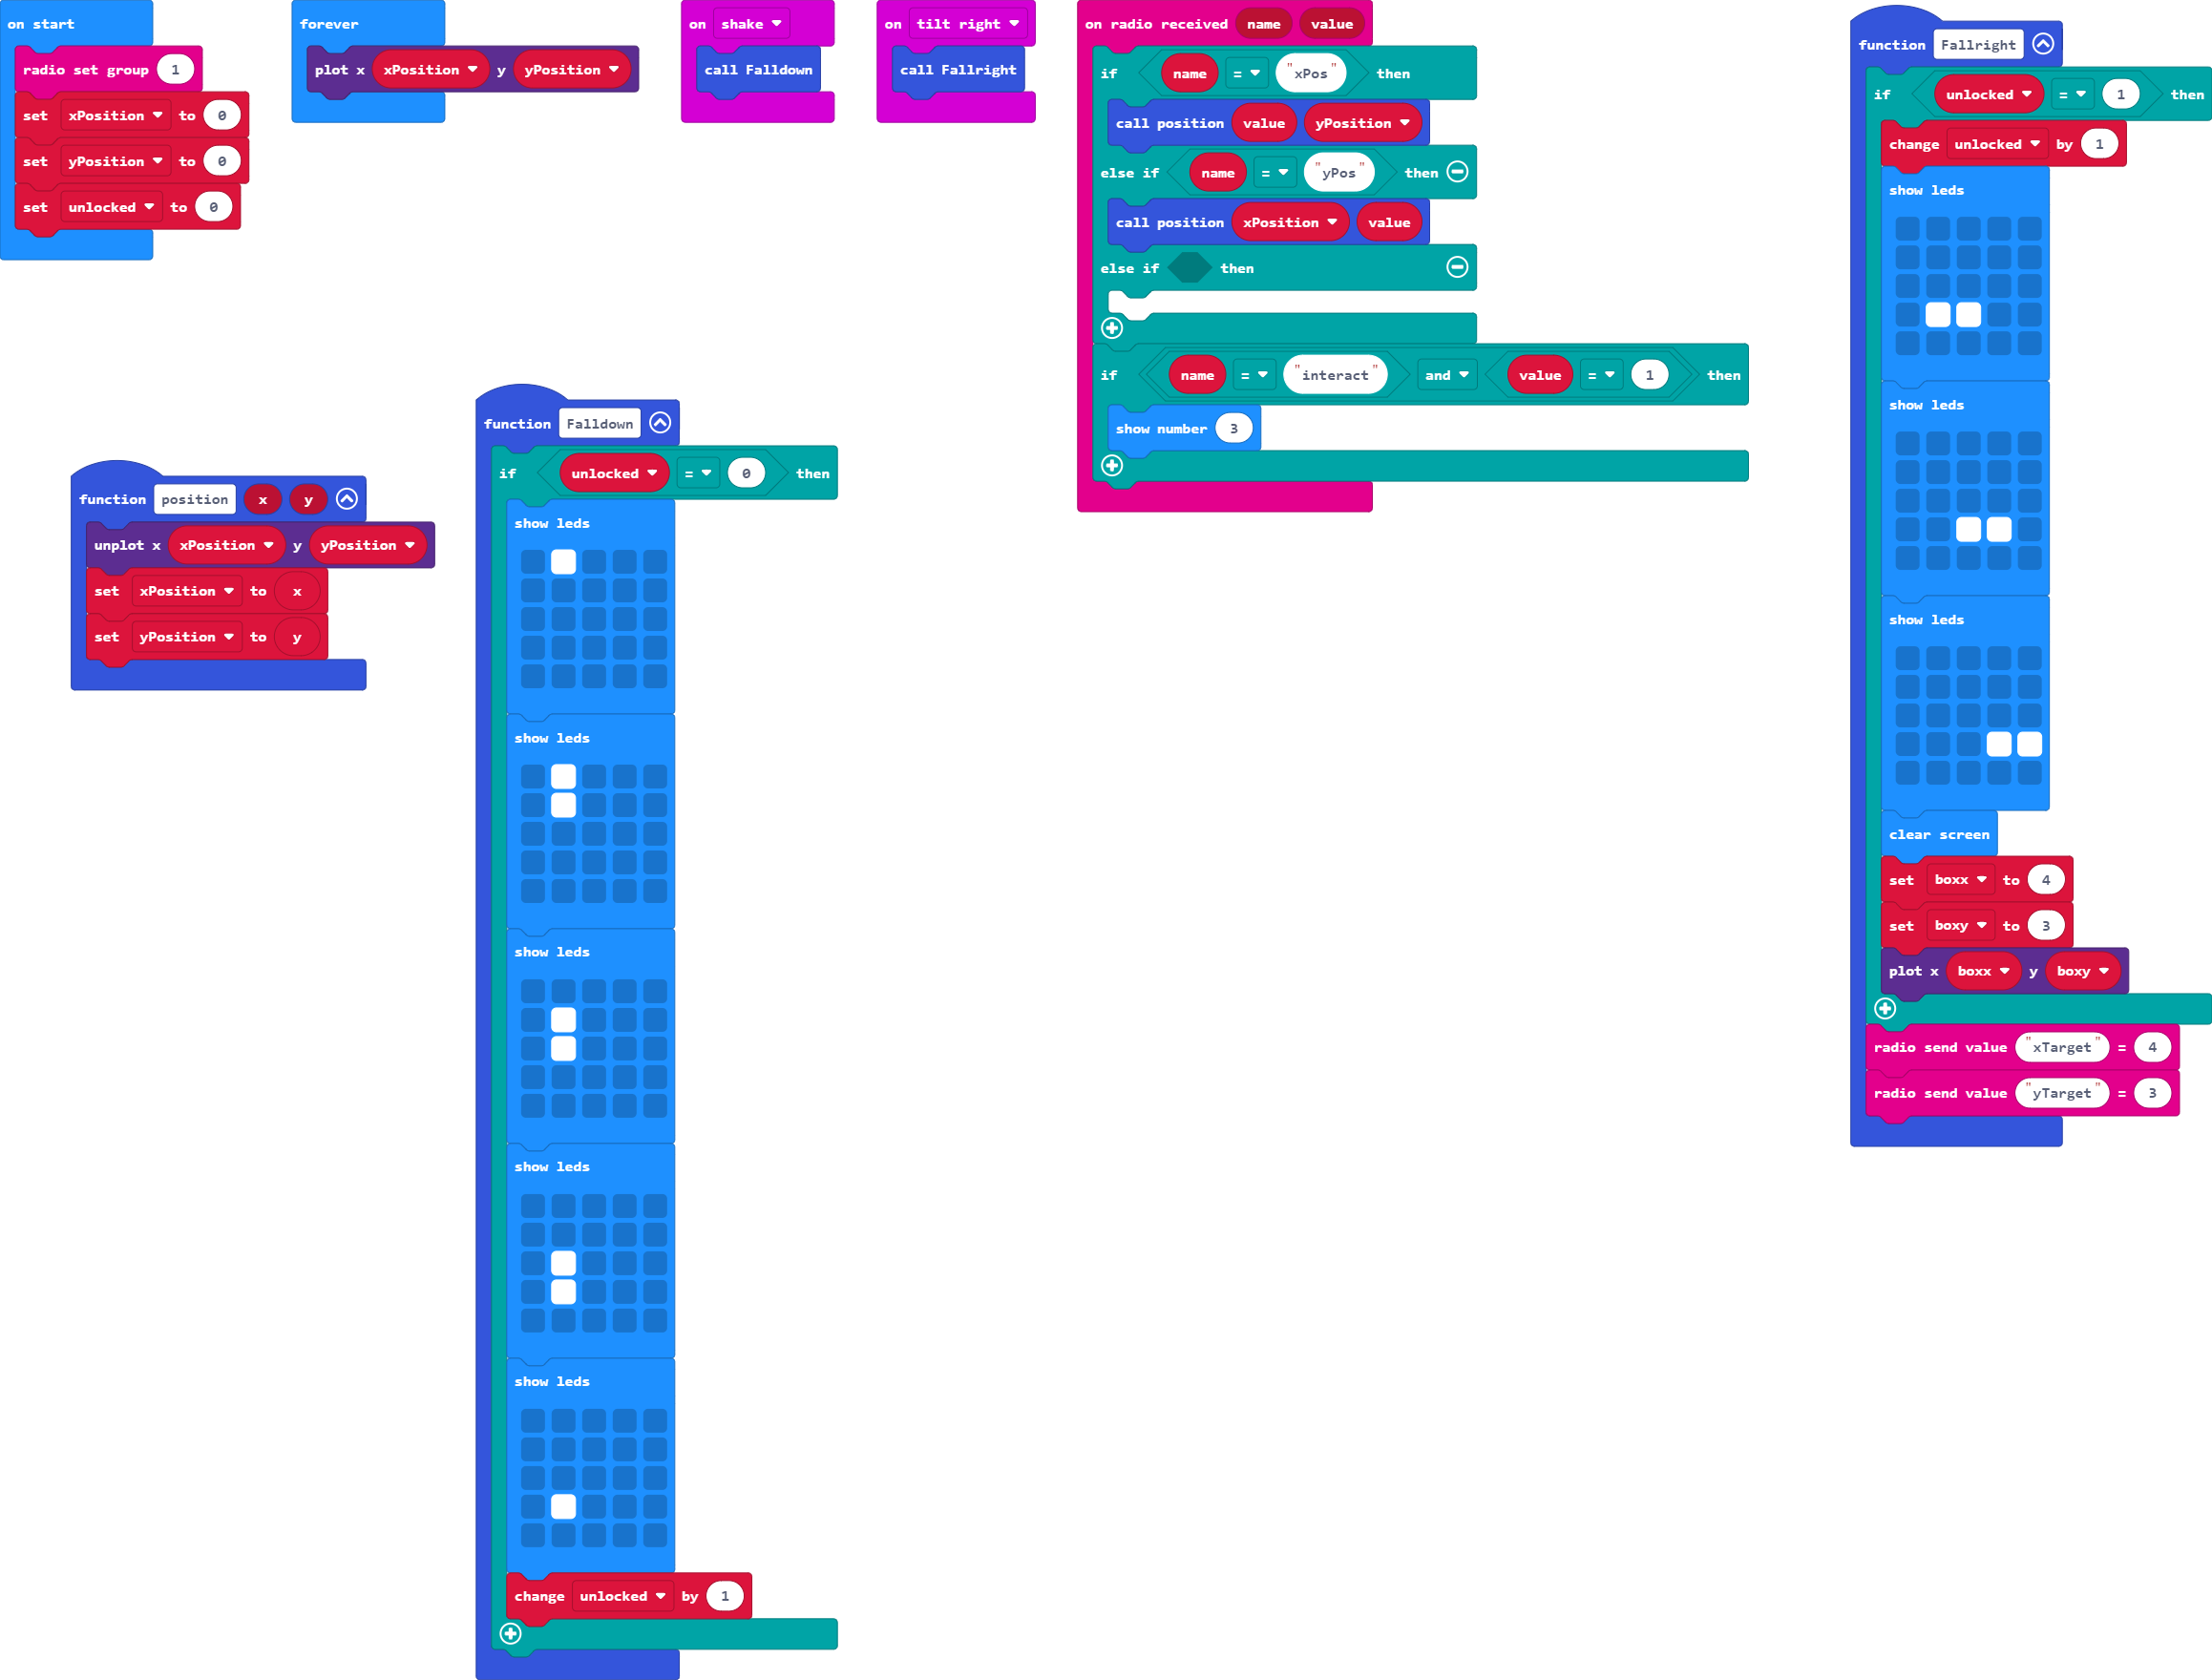 on start
radio set group 1
set xPosition to 0
set yPosition to 0
set unlocked to 0
forever
plot x xPosition y yPosition
on shake
call Falldown
on tilt right
call Fallright
on radio received name value
if name = "xPos" then
call position value yPosition
else if name = "yPos" then
call position xPosition value
else if then
if name = "interact" and value = 1 then
show number 3
function position x y
unplot x xPosition y yPosition
set xPosition to x
set yPosition to y
function Falldown
if unlocked = 0 then
show leds
show leds
show leds
show leds
show leds
change unlocked by 1
function Fallright
if unlocked = 1 then
change unlocked by 1
show leds
show leds
show leds
clear screen
set boxx to 4
set boxy to 3
plot x boxx y boxy
radio send value "xTarget" = 4
radio send value "yTarget" = 3